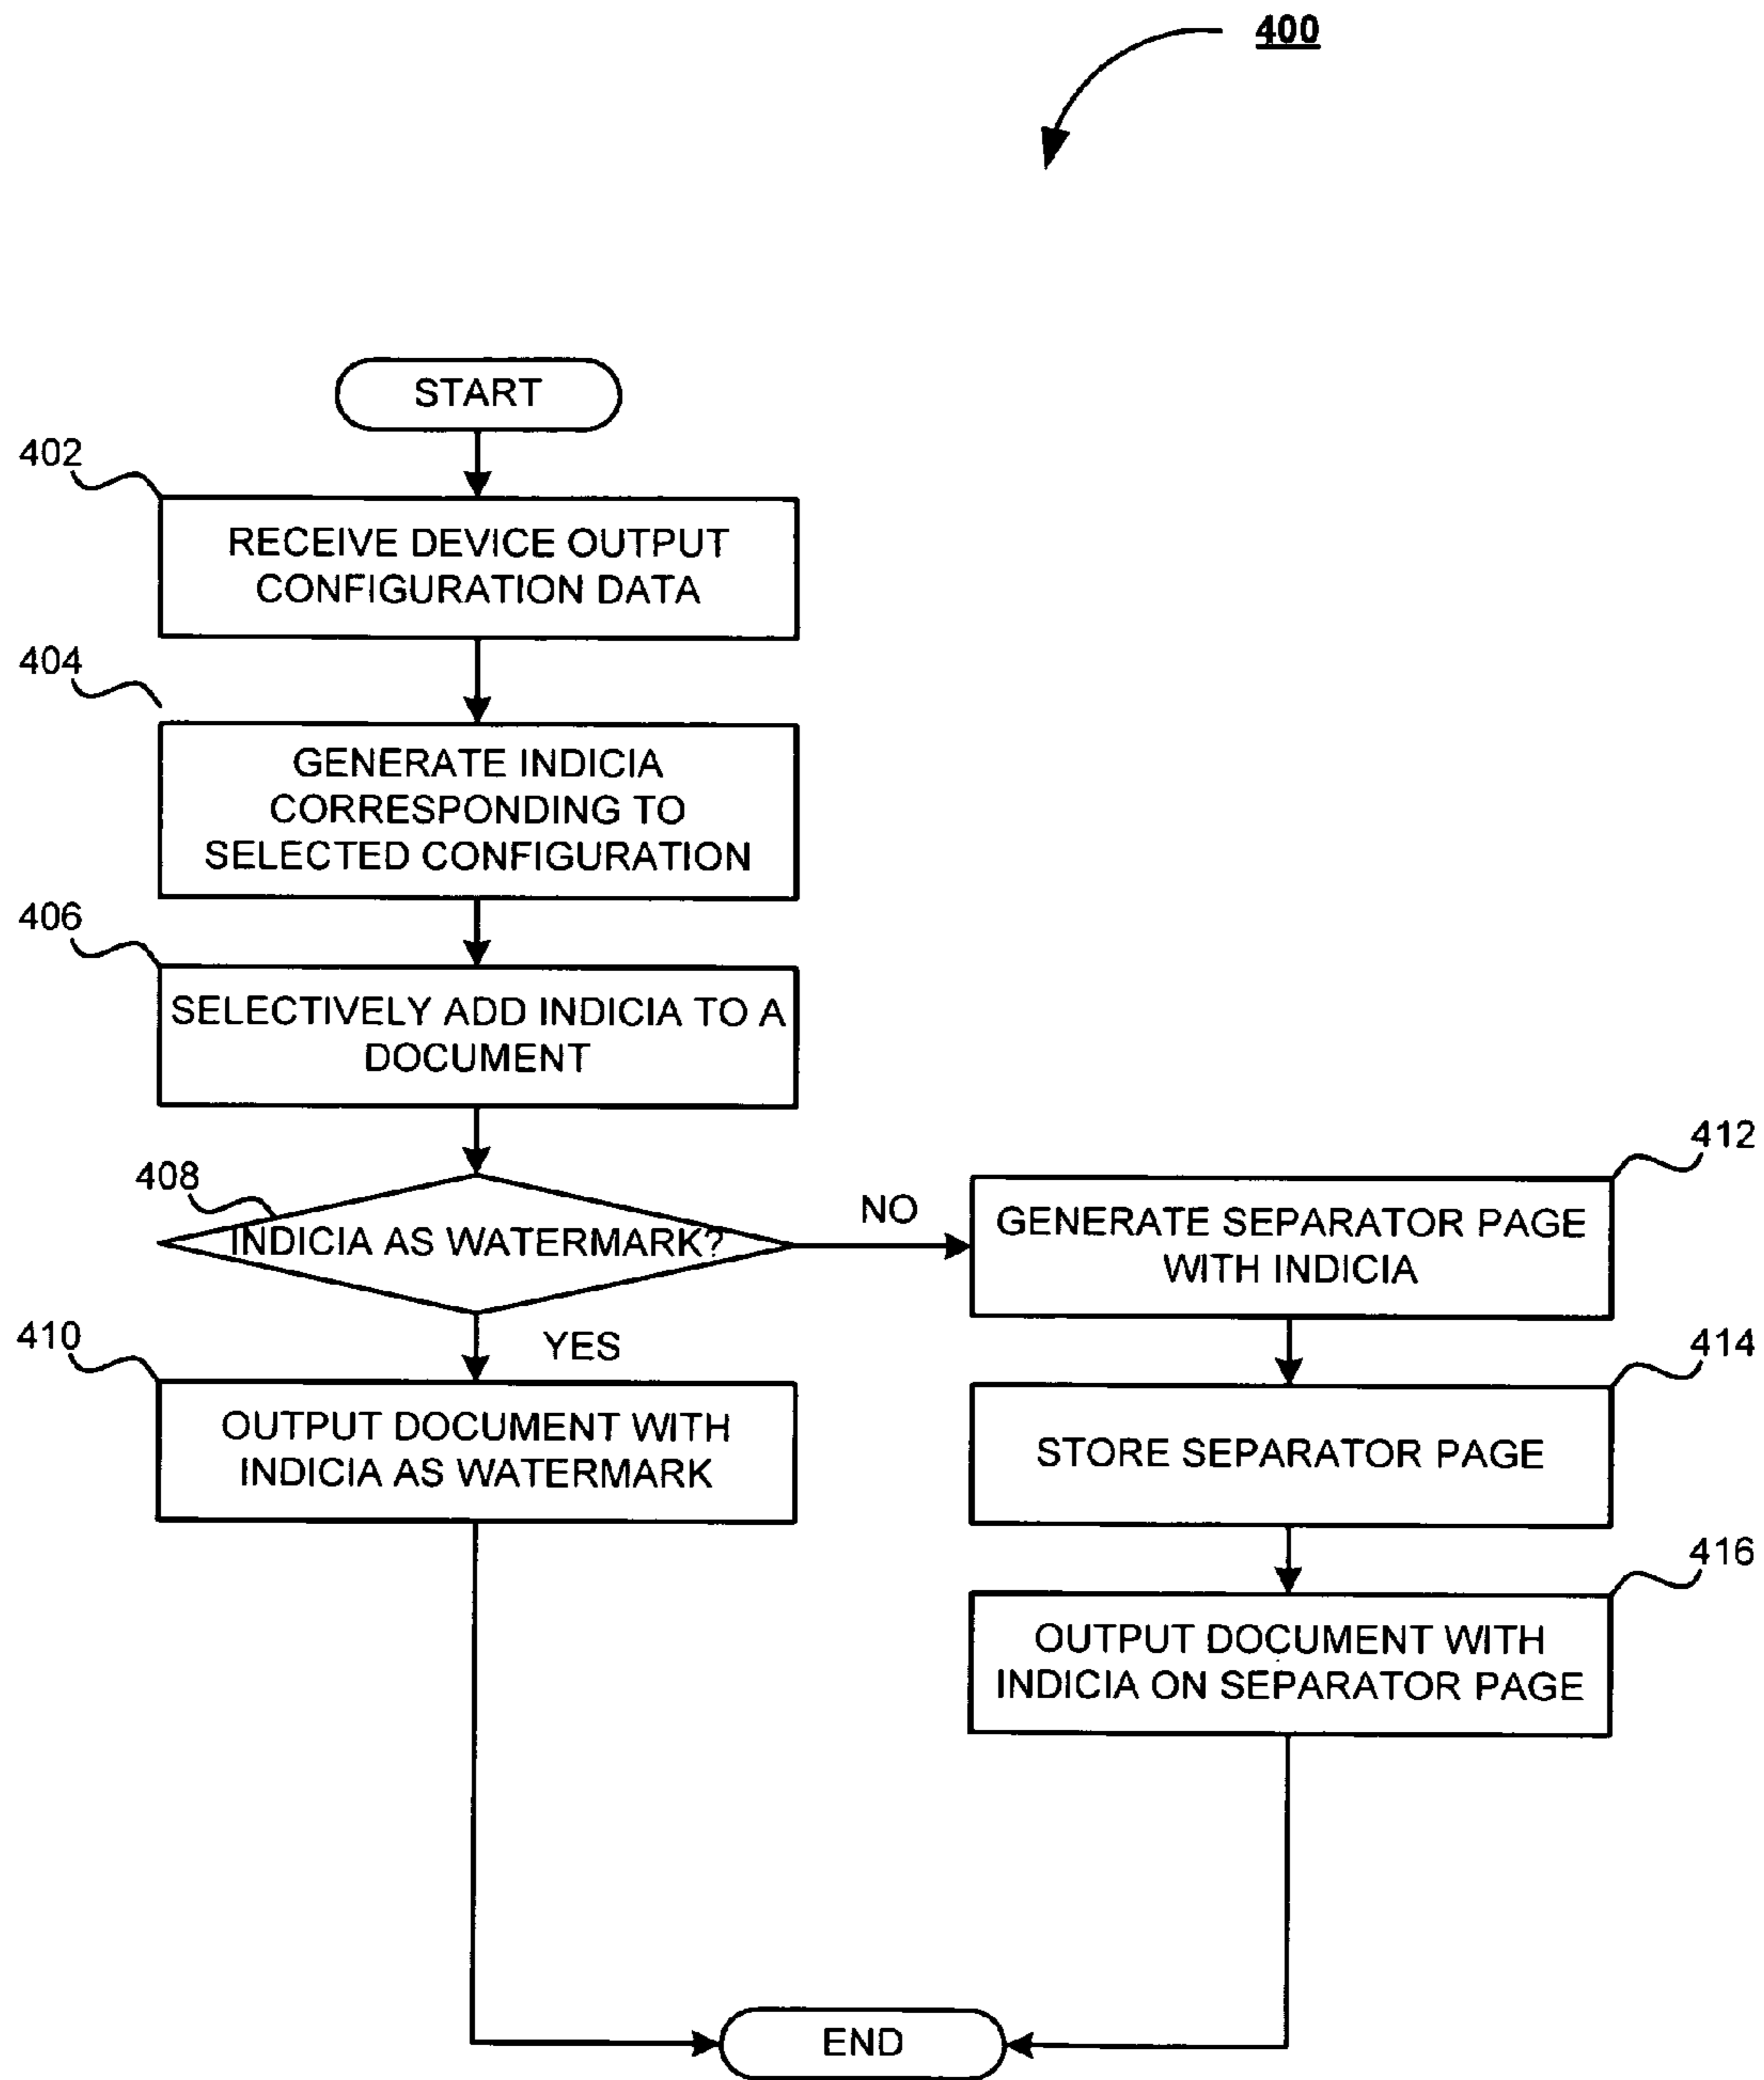 400
START
402
RECEIVE DEVICE OUTPUT
CONFIGURATION DATA
404
GENERATE INDICIA
CORRESPONDING TO
SELECTED CONFIGURATION
406
SELECTIVELY ADD INDICIA TO A
DOCUMENT
408
INDICIA AS WATERMARK?
NO
YES
410
OUTPUT DOCUMENT WITH
INDICIA AS WATERMARK
412
GENERATE SEPARATOR PAGE
WITH INDICIA
414
STORE SEPARATOR PAGE
416
OUTPUT DOCUMENT WITH
INDICIA ON SEPARATOR PAGE
END